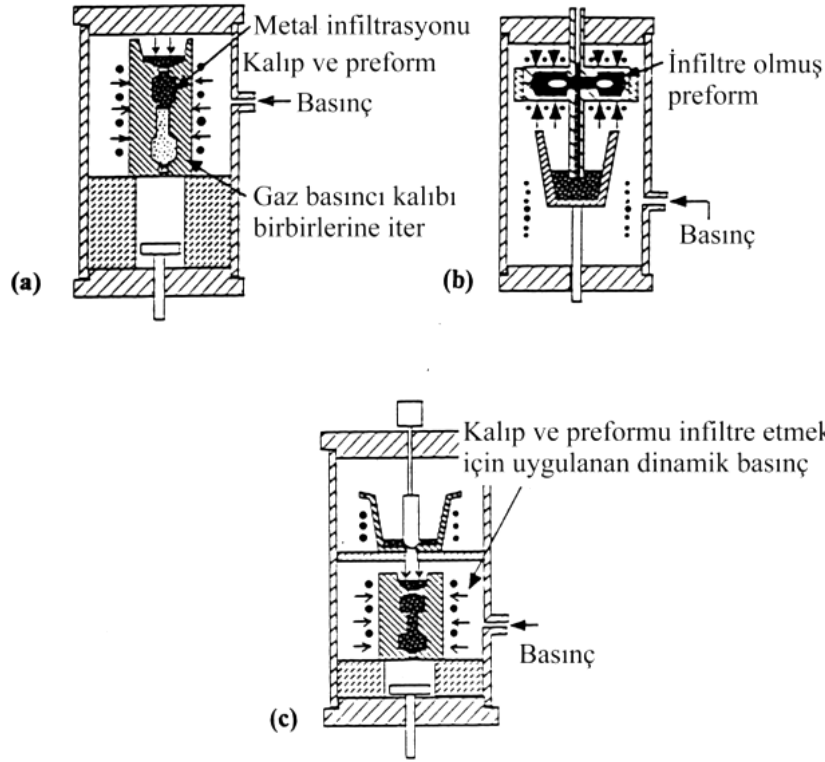 Metal infiltrasyonu
Kalıp ve preform
Basınç
Gaz basıncı kalıbı
birbirlerine iter
(a)
İnfiltre olmuş
preform
Basınç
(b)
Kalıp ve preformu infiltre etmek
için uygulanan dinamik basınç
Basınç
(c)